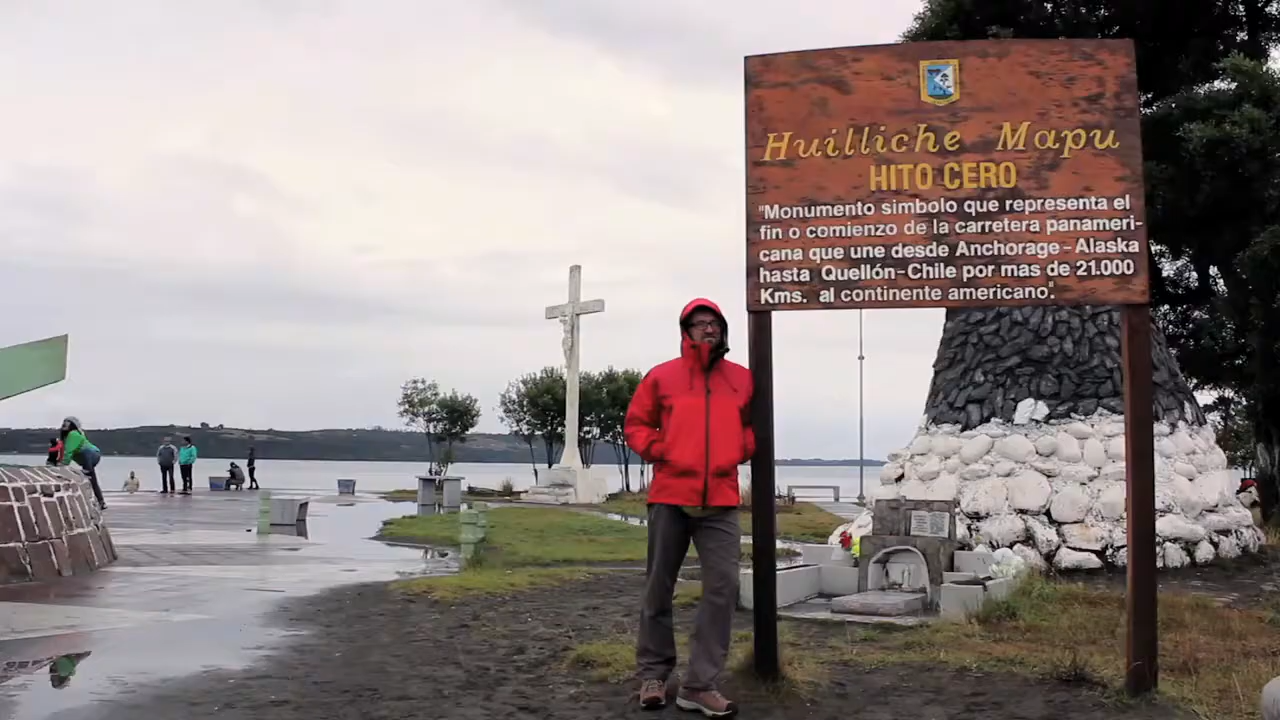 Huilliche Mapu
HITO CERO
"Monumento simbolo que representa el
fin o comienzo de la carretera panameri-
cana que une desde Anchorage-Alaska
hasta Quellón-Chile por mas de 21.000
Kms. al continente americano."